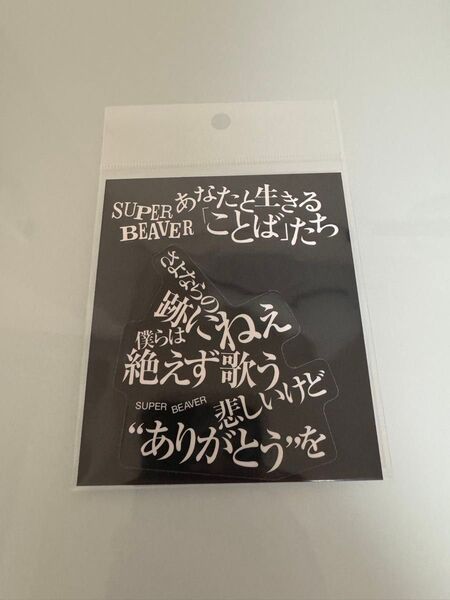 SUPER BEAVER
あなたと生きる
「ことば」たち
さよならの
跡にねえ
僕らは
絶えず歌う
SUPER BEAVER
悲しいけど
“ありがとう”を